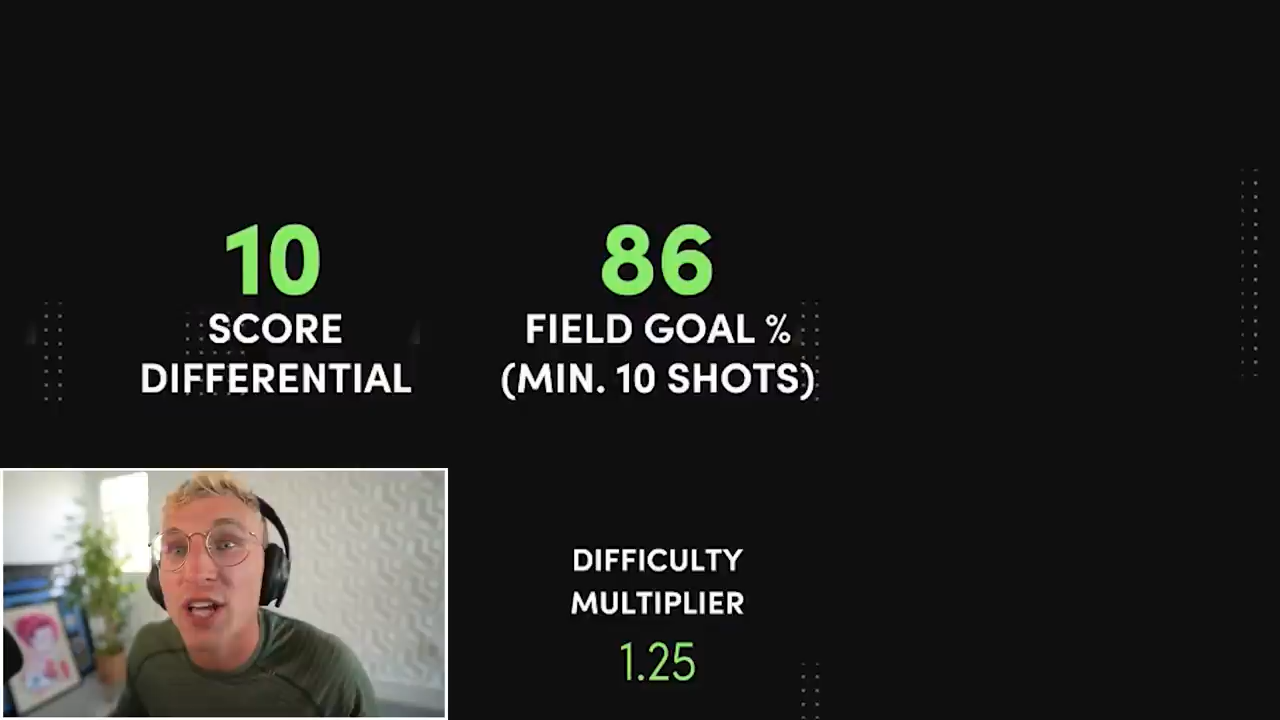 10
SCORE
DIFFERENTIAL
86
FIELD GOAL %
(MIN. 10 SHOTS)
DIFFICULTY
MULTIPLIER
1.25